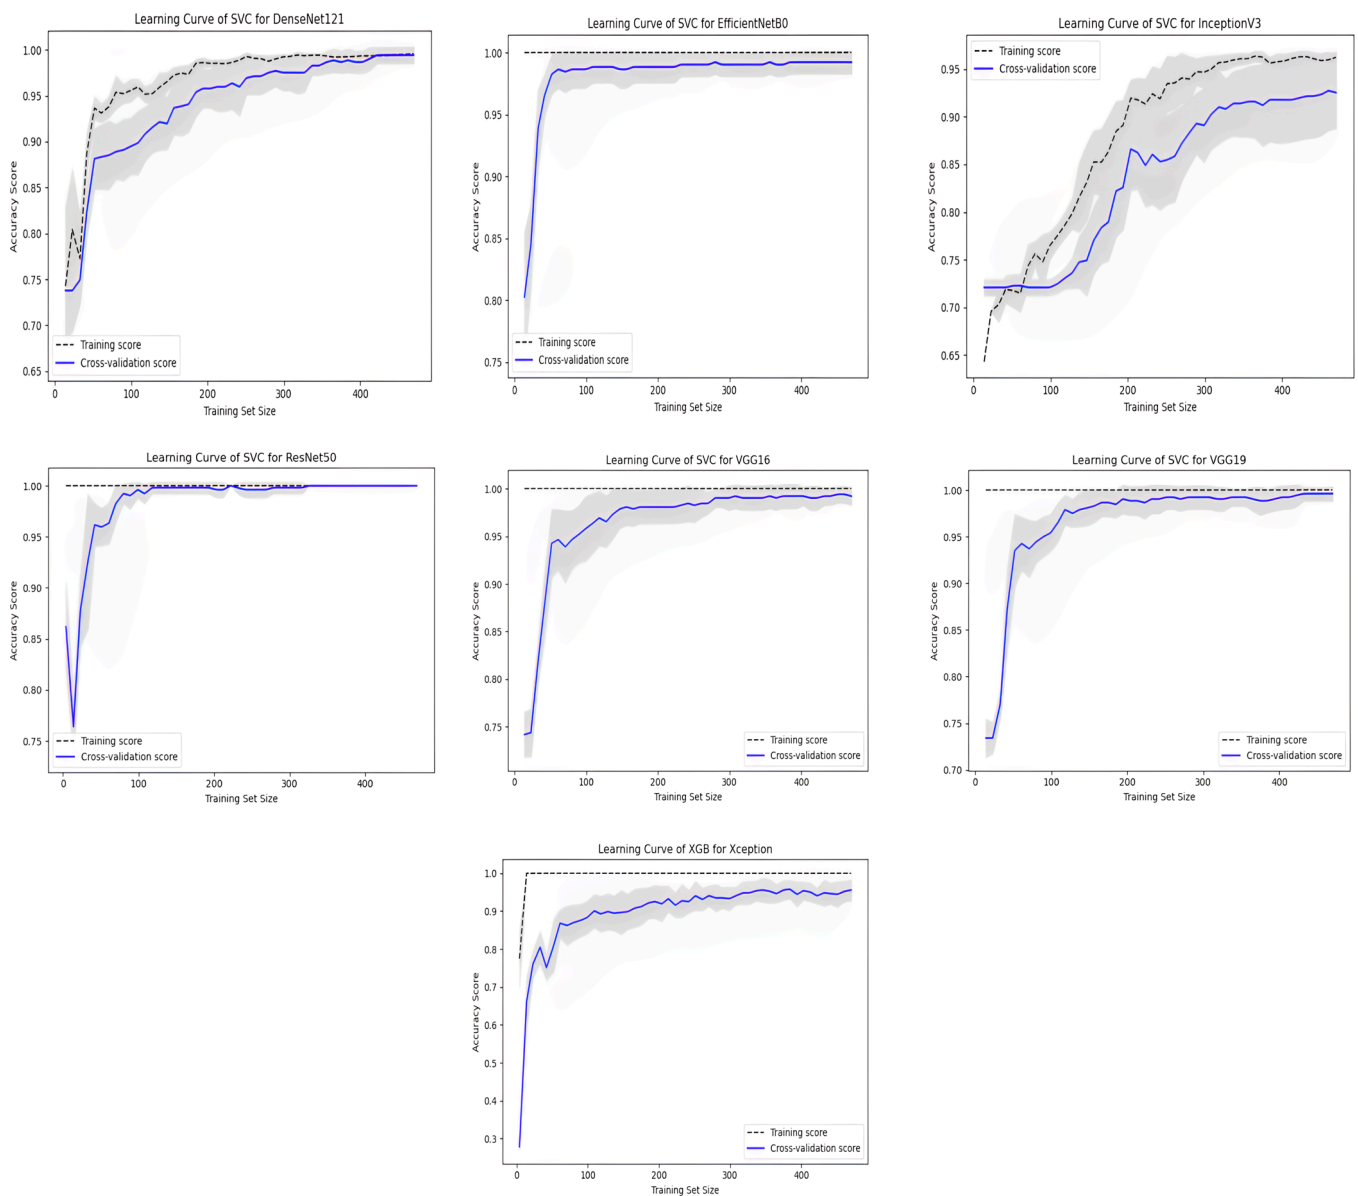 Learning Curve of SVC for DenseNet121
1.00
0.95
0.90
0.85
0.80
0.75
0.70
0.65
Accuracy Score
Training score
Cross-validation score
0 100 200 300 400
Training Set Size
Learning Curve of SVC for EfficientNetB0
1.00
0.95
0.90
0.85
0.80
0.75
Accuracy Score
Training score
Cross-validation score
0 100 200 300 400
Training Set Size
Learning Curve of SVC for InceptionV3
Training score
Cross-validation score
0.95
0.90
0.85
0.80
0.75
0.70
0.65
Accuracy Score
0 100 200 300 400
Training Set Size
Learning Curve of SVC for ResNet50
1.00
0.95
0.90
0.85
0.80
0.75
Accuracy Score
Training score
Cross-validation score
0 100 200 300 400
Training Set Size
Learning Curve of SVC for VGG16
1.00
0.95
0.90
0.85
0.80
0.75
Accuracy Score
Training score
Cross-validation score
0 100 200 300 400
Training Set Size
Learning Curve of SVC for VGG19
1.00
0.95
0.90
0.85
0.80
0.75
0.70
Accuracy Score
Training score
Cross-validation score
0 100 200 300 400
Training Set Size
Learning Curve of XGB for Xception
1.0
0.9
0.8
0.7
0.6
0.5
0.4
0.3
Accuracy Score
Training score
Cross-validation score
0 100 200 300 400
Training Set Size